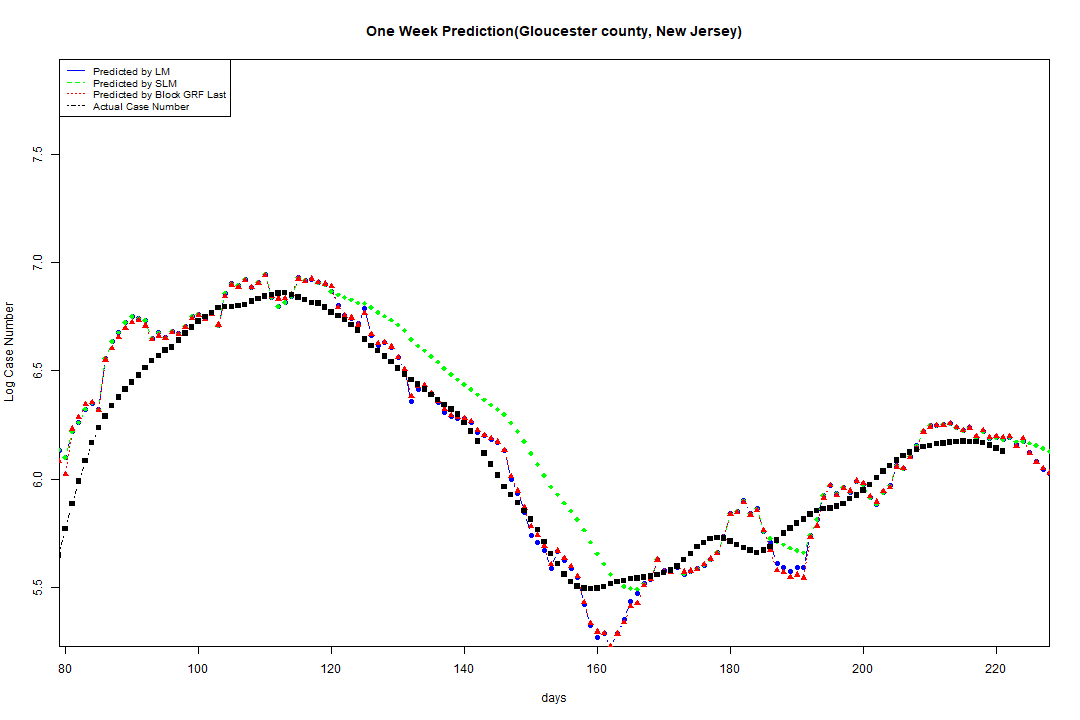 One Week Prediction(Gloucester county, New Jersey)
Predicted by LM
Predicted by SLM
Predicted by Block GRF Last
Actual Case Number
7.5
7.0
6.5
6.0
5.5
Log Case Number
80 100 120 140 160 180 200 220
days